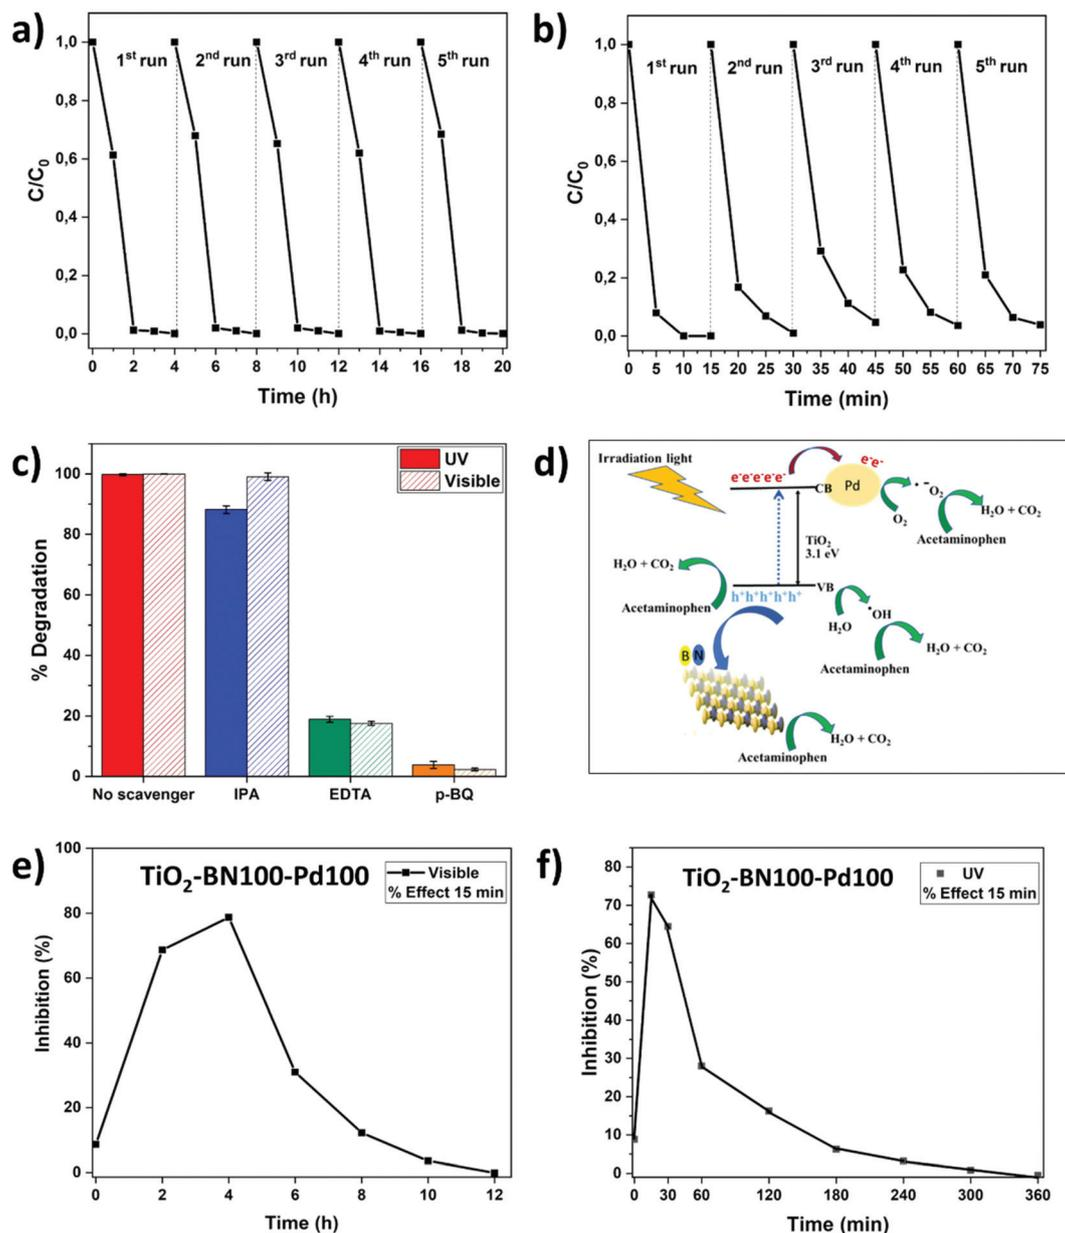 a)
1st run 2nd run 3rd run 4th run 5th run
1,0
0,8
0,6
0,4
0,2
0,0
C/C0
0 2 4 6 8 10 12 14 16 18 20
Time (h)
b)
1st run 2nd run 3rd run 4th run 5th run
1,0
0,8
0,6
0,4
0,2
0,0
C/C0
0 5 10 15 20 25 30 35 40 45 50 55 60 65 70 75
Time (min)
c)
UV
Visible
100
80
60
40
20
0
% Degradation
No scavenger IPA EDTA p-BQ
d)
Irradiation light
e-e-e-e-e-
e-e-
CB
Pd
•-O2
O2
H2O + CO2
Acetaminophen
TiO2
3.1 eV
H2O + CO2
VB
h+h+h+h+h+
Acetaminophen
H2O
•OH
H2O + CO2
Acetaminophen
B N
H2O + CO2
Acetaminophen
e)
TiO2-BN100-Pd100
Visible
% Effect 15 min
100
80
60
40
20
0
Inhibition (%)
0 2 4 6 8 10 12
Time (h)
f)
TiO2-BN100-Pd100
UV
% Effect 15 min
80
70
60
50
40
30
20
10
0
Inhibition (%)
0 15 30 60 120 180 240 300 360
Time (min)